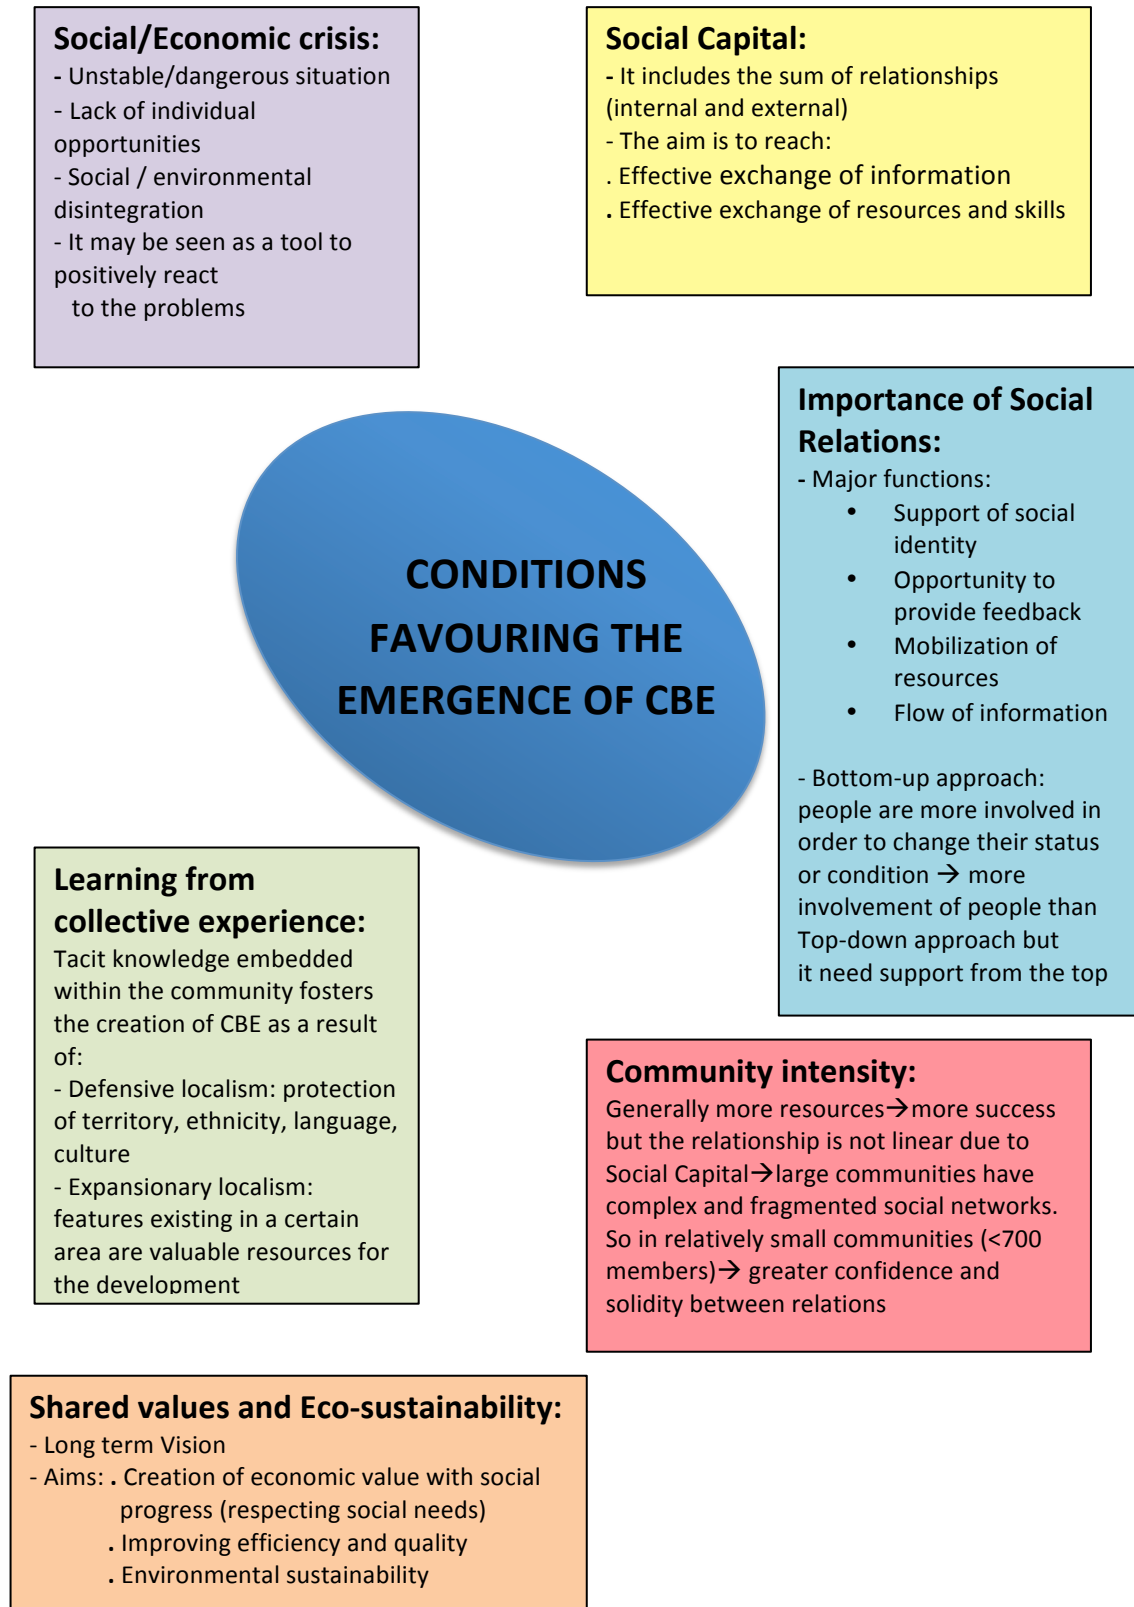 Social/Economic crisis:
- Unstable/dangerous situation
- Lack of individual
opportunities
- Social / environmental
disintegration
- It may be seen as a tool to
positively react
to the problems
Social Capital:
- It includes the sum of relationships
(internal and external)
- The aim is to reach:
. Effective exchange of information
. Effective exchange of resources and skills
Importance of Social
Relations:
- Major functions:
• Support of social
identity
• Opportunity to
provide feedback
• Mobilization of
resources
• Flow of information
- Bottom-up approach:
people are more involved in
order to change their status
or condition → more
involvement of people than
Top-down approach but
it need support from the top
CONDITIONS
FAVOURING THE
EMERGENCE OF CBE
Learning from
collective experience:
Tacit knowledge embedded
within the community fosters
the creation of CBE as a result
of:
- Defensive localism: protection
of territory, ethnicity, language,
culture
- Expansionary localism:
features existing in a certain
area are valuable resources for
the development
Community intensity:
Generally more resources→more success
but the relationship is not linear due to
Social Capital→large communities have
complex and fragmented social networks.
So in relatively small communities (<700
members)→ greater confidence and
solidity between relations
Shared values and Eco-sustainability:
- Long term Vision
- Aims: . Creation of economic value with social
progress (respecting social needs)
. Improving efficiency and quality
. Environmental sustainability